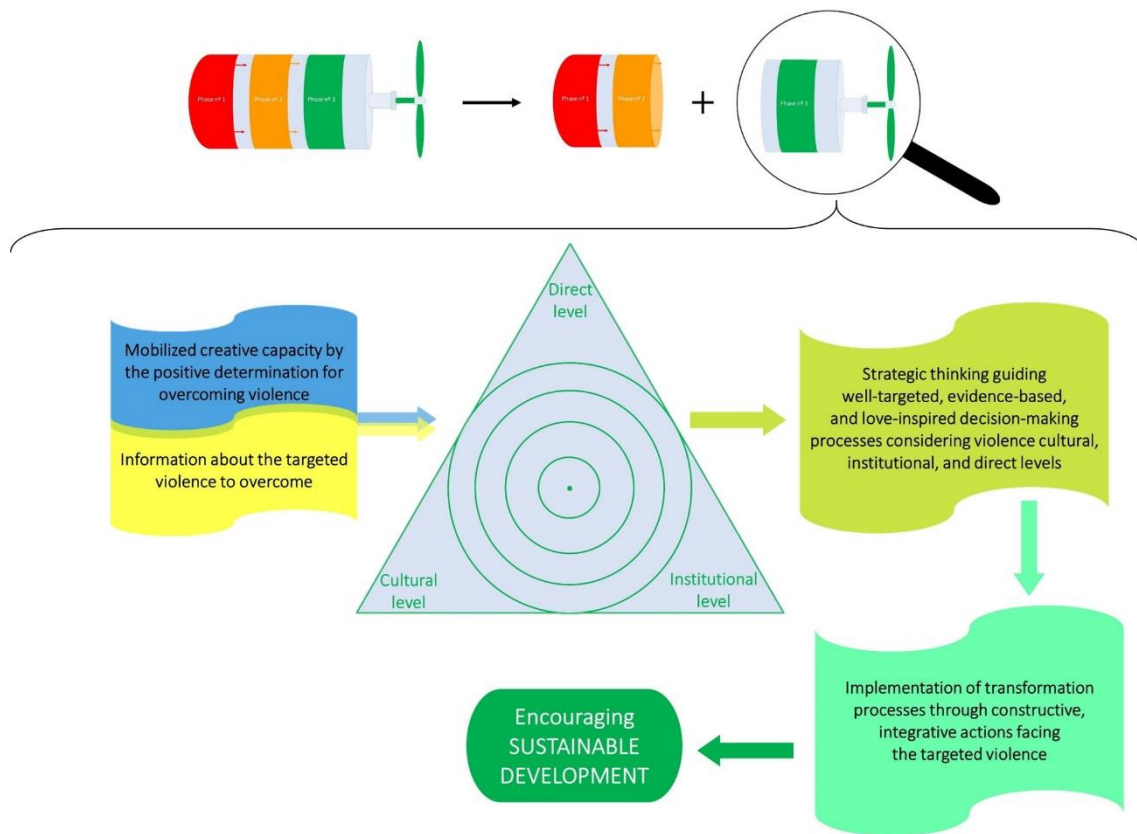 Phase nº 1
Phase nº 2
Phase nº 3
Phase nº 1
Phase nº 2
Phase nº 3
Direct
level
Mobilized creative capacity by
the positive determination for
overcoming violence
Information about the targeted
violence to overcome
Cultural
level
Institutional
level
Strategic thinking guiding
well-targeted, evidence-based,
and love-inspired decision-making
processes considering violence cultural,
institutional, and direct levels
Implementation of transformation
processes through constructive,
integrative actions facing
the targeted violence
Encouraging
SUSTAINABLE
DEVELOPMENT